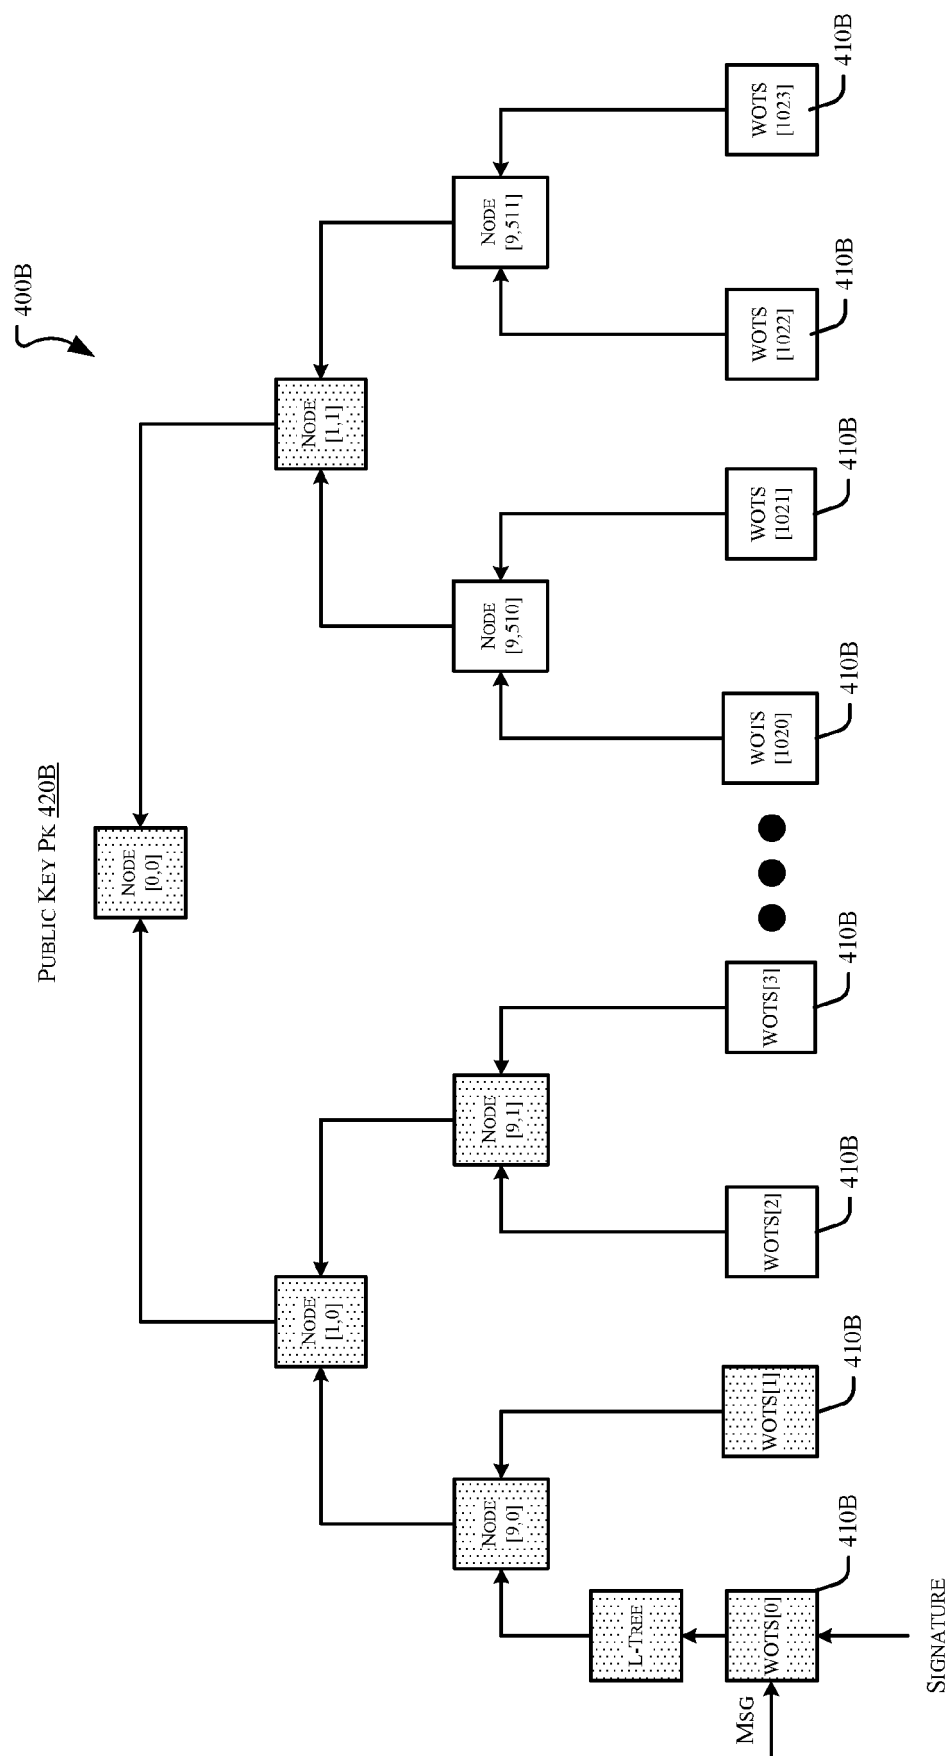 400B
PUBLIC KEY PK 420B
NODE
[0,0]
NODE
[1,0]
NODE
[1,1]
NODE
[9,0]
NODE
[9,1]
NODE
[9,510]
NODE
[9,511]
L-TREE
MSG
WOTS[0]
WOTS[1]
WOTS[2]
WOTS[3]
WOTS
[1020]
WOTS
[1021]
WOTS
[1022]
WOTS
[1023]
410B
410B
410B
410B
410B
410B
410B
410B
SIGNATURE